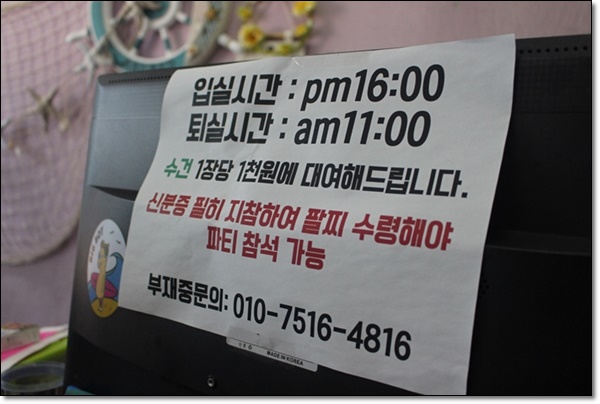 입실시간 : pm16:00
퇴실시간 : am11:00
수건 1장당 1천원에 대여해드립니다.
신분증 필히 지참하여 팔찌 수령해야
파티 참석 가능
부재중문의: 010-7516-4816
MADE IN KOREA